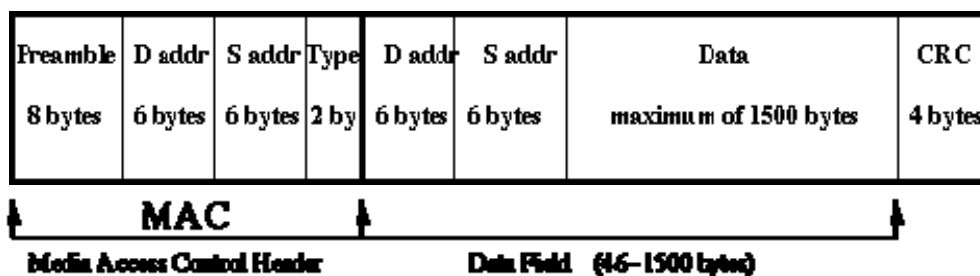 Preamble D addr S addr Type D addr S addr Data CRC
8 bytes 6 bytes 6 bytes 2 by 6 bytes 6 bytes maximum of 1500 bytes 4 bytes
MAC
Media Access Control Header Data Field (46-1500 bytes)